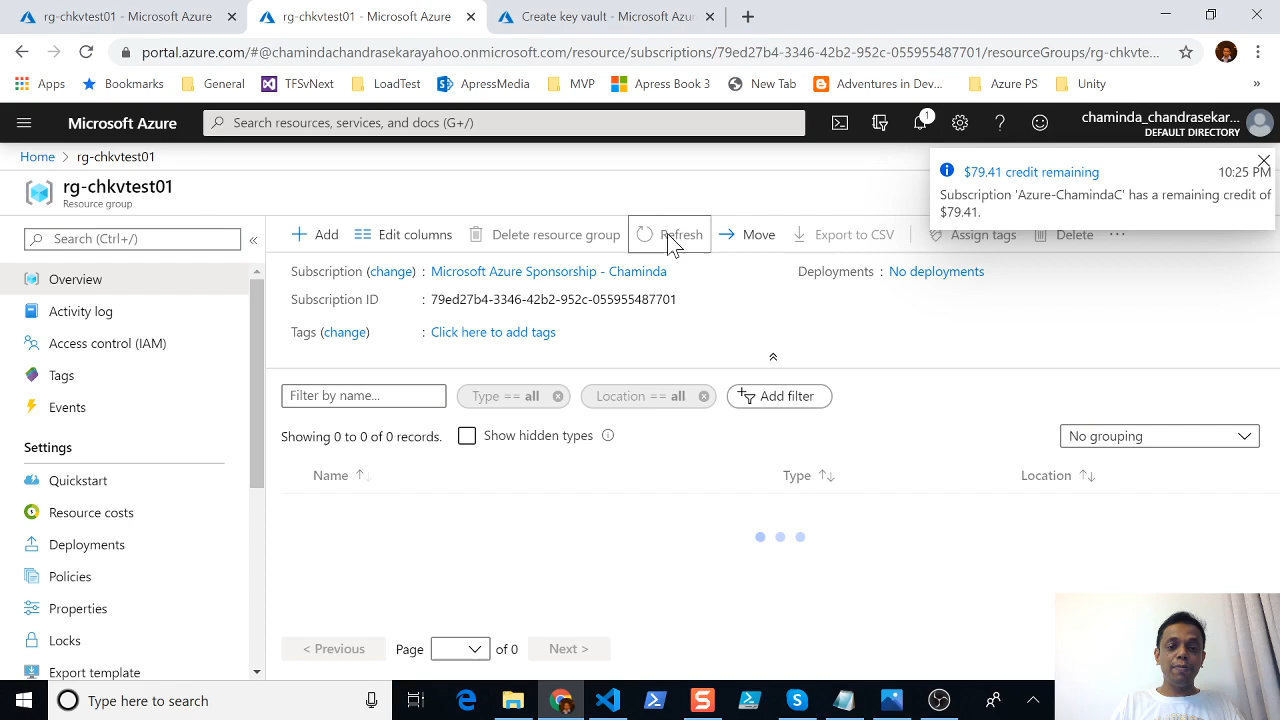 rg-chkvtest01 - Microsoft Azure
rg-chkvtest01 - Microsoft Azure
Create key vault - Microsoft Azur
portal.azure.com/#@chamindachandrasekarayahoo.onmicrosoft.com/resource/subscriptions/79ed27b4-3346-42b2-952c-055955487701/resourceGroups/rg-chkvte...
Apps Bookmarks General TFSvNext LoadTest ApressMedia MVP Apress Book 3 New Tab Adventures in Dev... Azure PS Unity »
Microsoft Azure
Search resources, services, and docs (G+/)
1
chaminda_chandrasekar...
DEFAULT DIRECTORY
Home > rg-chkvtest01
$79.41 credit remaining 10:25 PM
Subscription 'Azure-ChamindaC' has a remaining credit of
$79.41.
rg-chkvtest01
Resource group
Search (Ctrl+/)
Overview
Activity log
Access control (IAM)
Tags
Events
Settings
Quickstart
Resource costs
Deployments
Policies
Properties
Locks
Export template
Add Edit columns Delete resource group Refresh Move Export to CSV Assign tags Delete ...
Subscription (change) : Microsoft Azure Sponsorship - Chaminda
Deployments : No deployments
Subscription ID : 79ed27b4-3346-42b2-952c-055955487701
Tags (change) : Click here to add tags
Filter by name...
Type == all
Location == all
Add filter
Showing 0 to 0 of 0 records.
Show hidden types
No grouping
Name Type Location
< Previous Page of 0 Next >
Type here to search